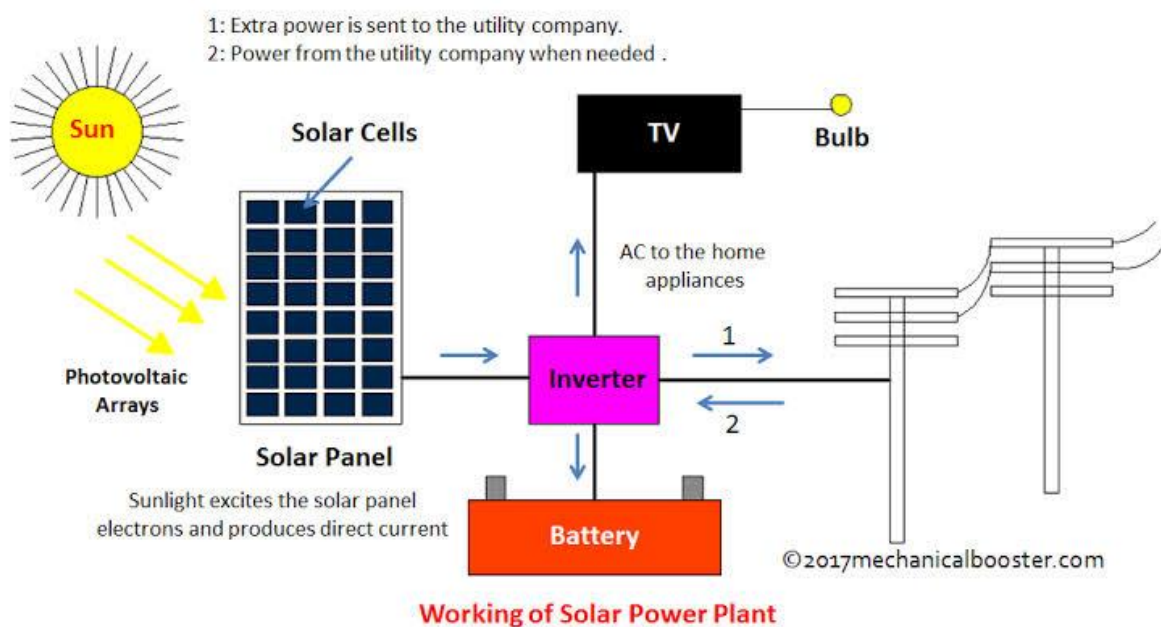 1: Extra power is sent to the utility company.
2: Power from the utility company when needed .
Sun
Solar Cells
TV
Bulb
AC to the home
appliances
Photovoltaic
Arrays
Inverter
1
2
Solar Panel
Sunlight excites the solar panel
electrons and produces direct current
Battery
©2017mechanicalbooster.com
Working of Solar Power Plant